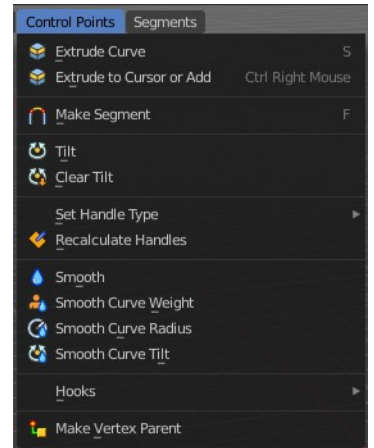 Control Points Segments
Extrude Curve S
Extrude to Cursor or Add Ctrl Right Mouse
Make Segment F
Tilt
Clear Tilt
Set Handle Type
Recalculate Handles
Smooth
Smooth Curve Weight
Smooth Curve Radius
Smooth Curve Tilt
Hooks
Make Vertex Parent